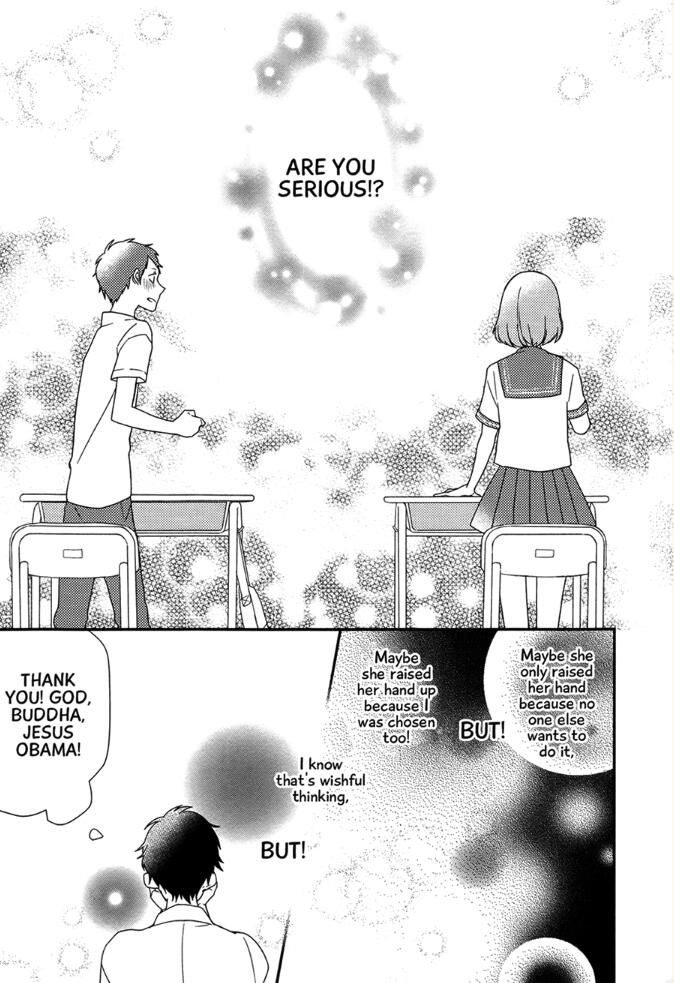 ARE YOU
SERIOUS!?
Maybe she
only raised
her hand
because no
one else
wants to
do it,
BUT!
Maybe
she raised
her hand up
because I
was chosen
too!
I know
that's wishful
thinking,
BUT!
THANK
YOU! GOD,
BUDDHA,
JESUS
OBAMA!